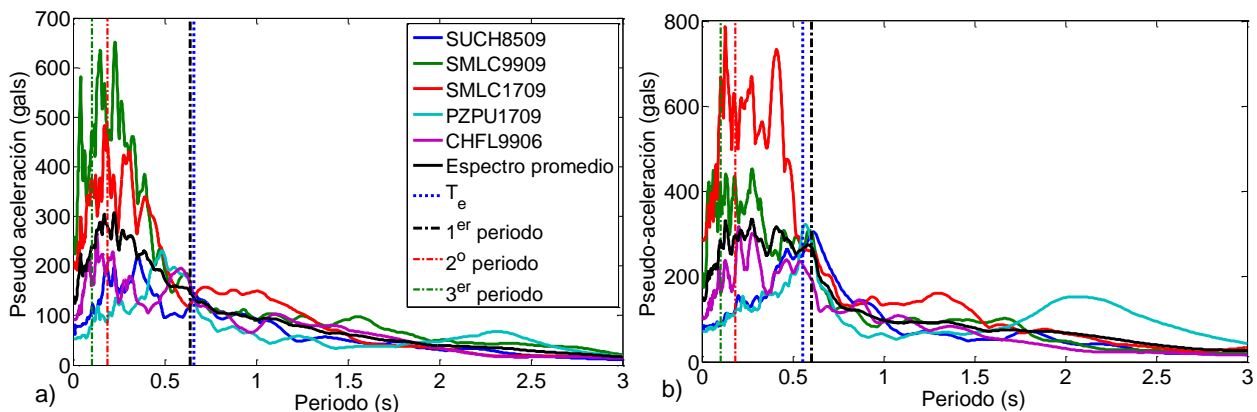 700
600
500
400
300
200
100
0
Pseudo aceleración (gals)
0 0.5 1 1.5 2 2.5 3
Periodo (s)
a)
SUCH8509
SMLC9909
SMLC1709
PZPU1709
CHFL9906
Espectro promedio
Te
1er periodo
2o periodo
3er periodo
800
600
400
200
0
Pseudo-aceleración (gals)
0 0.5 1 1.5 2 2.5 3
Periodo (s)
b)